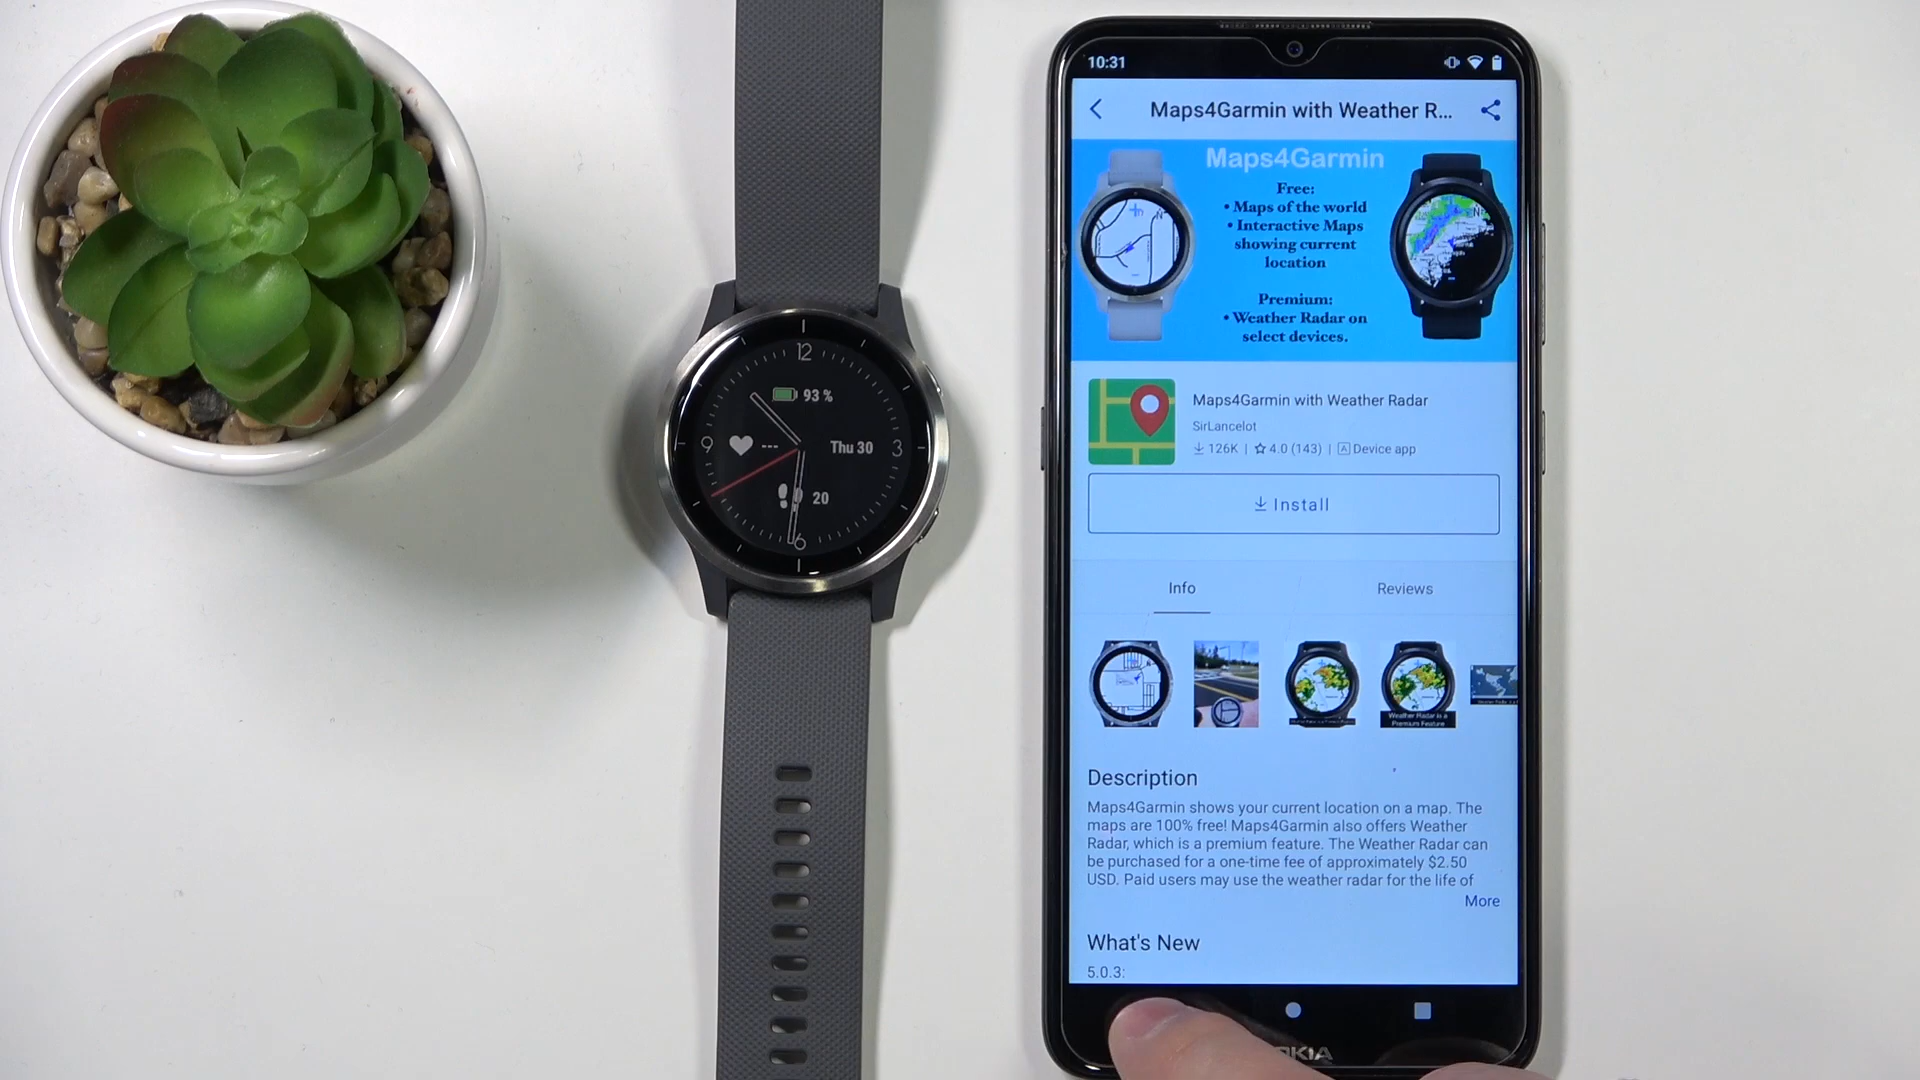 12
93 %
9
---
Thu 30
3
20
6
10:31
Maps4Garmin with Weather R...
Maps4Garmin
Free:
• Maps of the world
• Interactive Maps
showing current
location
Premium:
• Weather Radar on
select devices.
N
N
Maps4Garmin with Weather Radar
SirLancelot
126K | 4.0 (143) | A Device app
Install
Info
Reviews
Weather Radar is a
Premium Feature
Description
Maps4Garmin shows your current location on a map. The
maps are 100% free! Maps4Garmin also offers Weather
Radar, which is a premium feature. The Weather Radar can
be purchased for a one-time fee of approximately $2.50
USD. Paid users may use the weather radar for the life of
More
What's New
5.0.3: